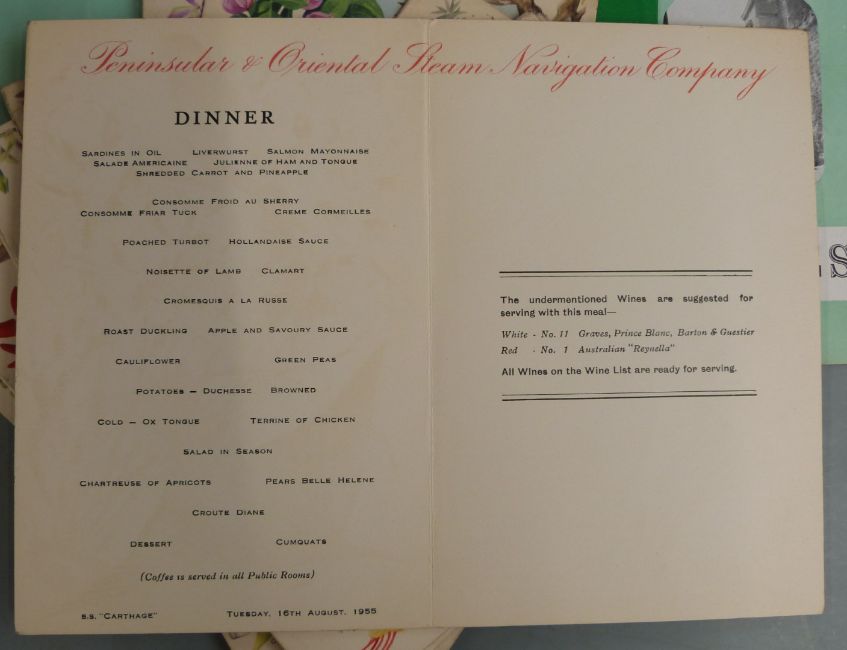 Peninsular & Oriental Steam Navigation Company
DINNER
SARDINES IN OIL LIVERWURST SALMON MAYONNAISE
SALADE AMERICAINE JULIENNE OF HAM AND TONGUE
SHREDDED CARROT AND PINEAPPLE
CONSOMME FROID AU SHERRY
CONSOMME FRIAR TUCK CREME CORMEILLES
POACHED TURBOT HOLLANDAISE SAUCE
NOISETTE OF LAMB CLAMART
CROMESQUIS A LA RUSSE
ROAST DUCKLING APPLE AND SAVOURY SAUCE
CAULIFLOWER GREEN PEAS
POTATOES — DUCHESSE BROWNED
COLD — OX TONGUE TERRINE OF CHICKEN
SALAD IN SEASON
CHARTREUSE OF APRICOTS PEARS BELLE HELENE
CROUTE DIANE
DESSERT CUMQUATS
(Coffee is served in all Public Rooms)
S.S. "CARTHAGE" TUESDAY, 16TH AUGUST, 1955
The undermentioned Wines are suggested for
serving with this meal—
White - No. 11 Graves, Prince Blanc, Barton & Guestier
Red - No. 1 Australian "Reynella"
All Wines on the Wine List are ready for serving.
S